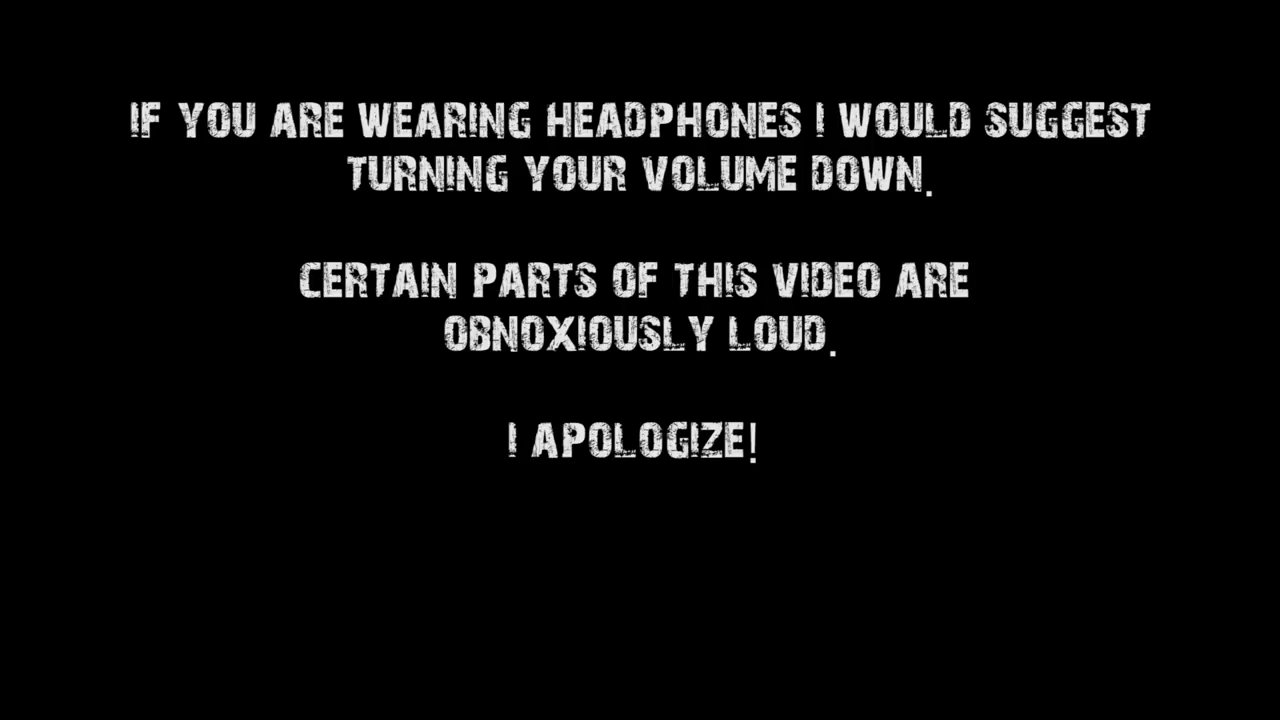 IF YOU ARE WEARING HEADPHONES I WOULD SUGGEST
TURNING YOUR VOLUME DOWN.
CERTAIN PARTS OF THIS VIDEO ARE
OBNOXIOUSLY LOUD.
I APOLOGIZE!